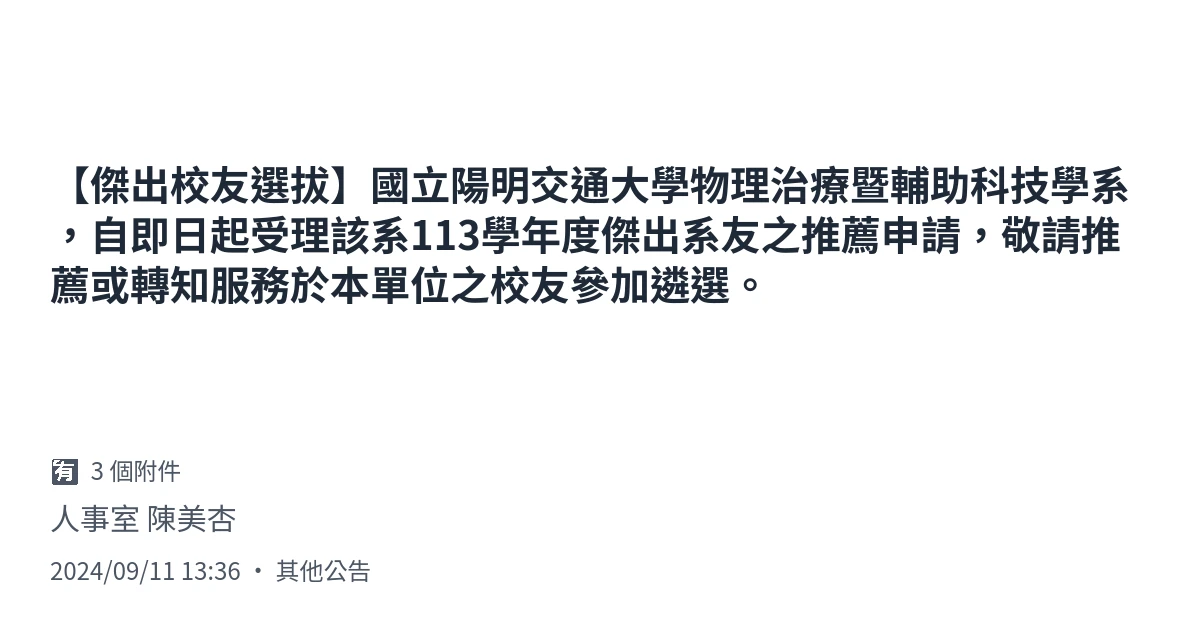 【傑出校友選拔】國立陽明交通大學物理治療暨輔助科技學系
，自即日起受理該系113學年度傑出系友之推薦申請，敬請推
薦或轉知服務於本單位之校友參加遴選。
有 3 個附件
人事室 陳美杏
2024/09/11 13:36 • 其他公告